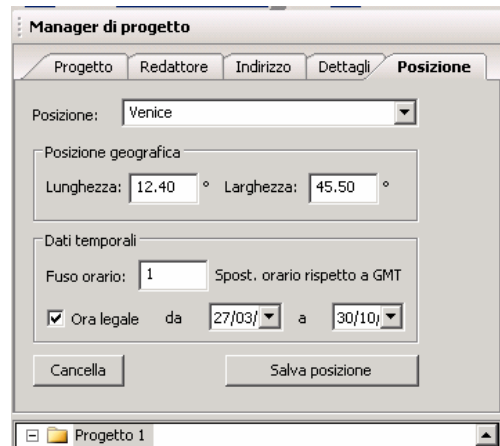 Manager di progetto
Progetto Redattore Indirizzo Dettagli Posizione
Posizione: Venice
Posizione geografica
Lunghezza: 12.40 ° Larghezza: 45.50 °
Dati temporali
Fuso orario: 1 Spost. orario rispetto a GMT
Ora legale da 27/03/ a 30/10/
Cancella Salva posizione
Progetto 1